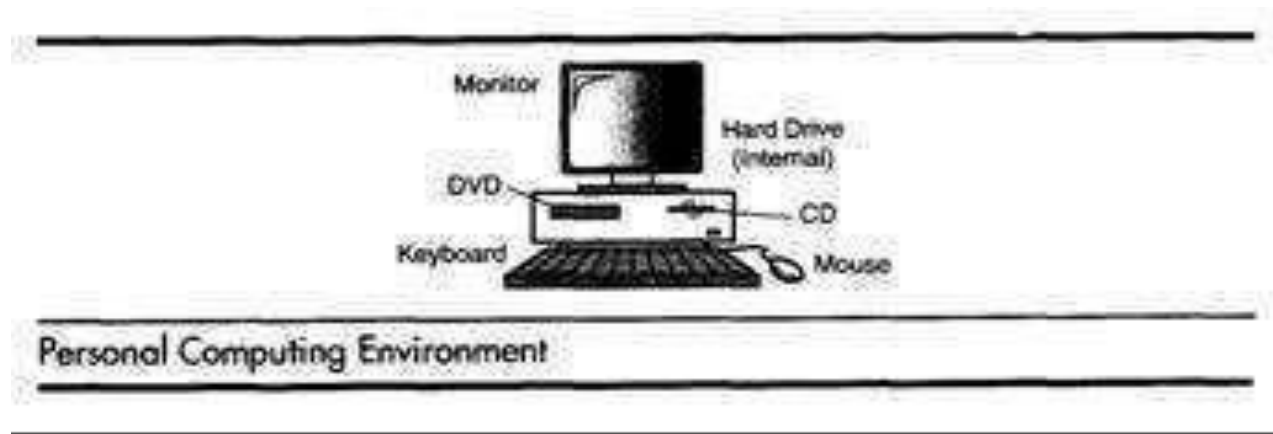 Monitor
Hard Drive
(Internal)
DVD
CD
Keyboard
Mouse
Personal Computing Environment